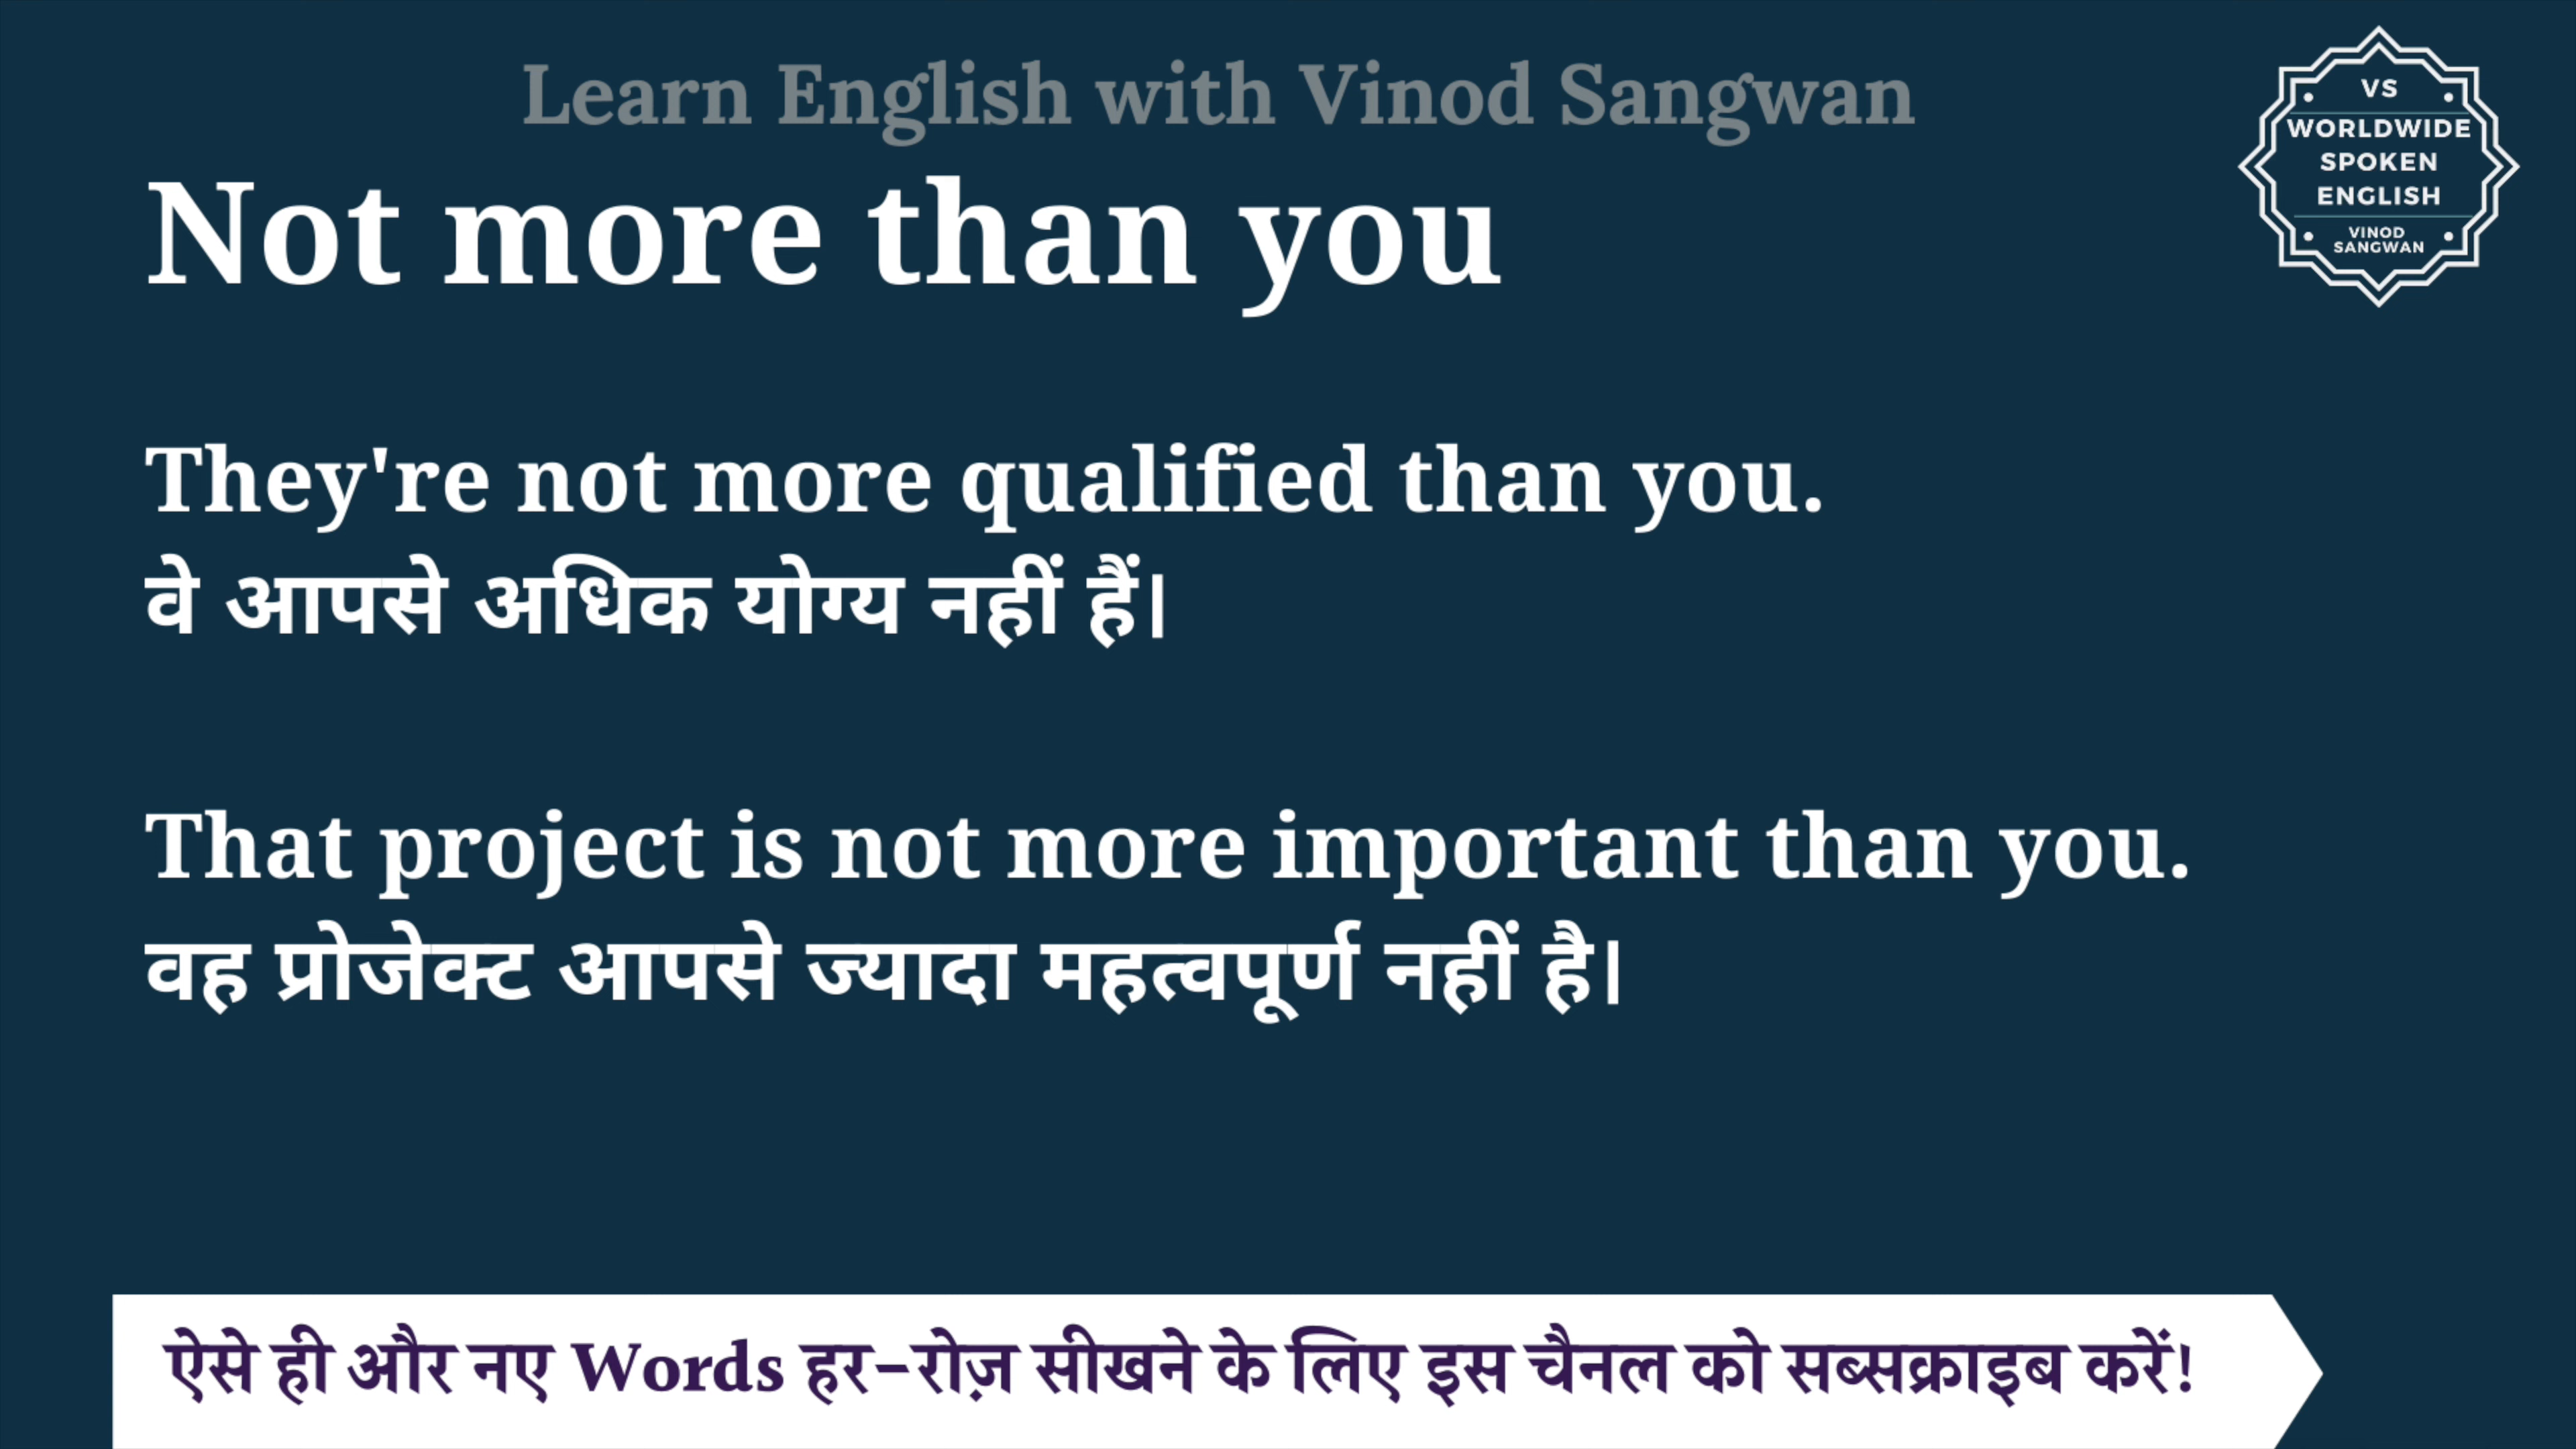 Learn English with Vinod Sangwan
VS
WORLDWIDE
SPOKEN
ENGLISH
VINOD
SANGWAN
Not more than you
They're not more qualified than you.
वे आपसे अधिक योग्य नहीं हैं।
That project is not more important than you.
वह प्रोजेक्ट आपसे ज्यादा महत्वपूर्ण नहीं है।
ऐसे ही और नए Words हर-रोज़ सीखने के लिए इस चैनल को सब्सक्राइब करें!